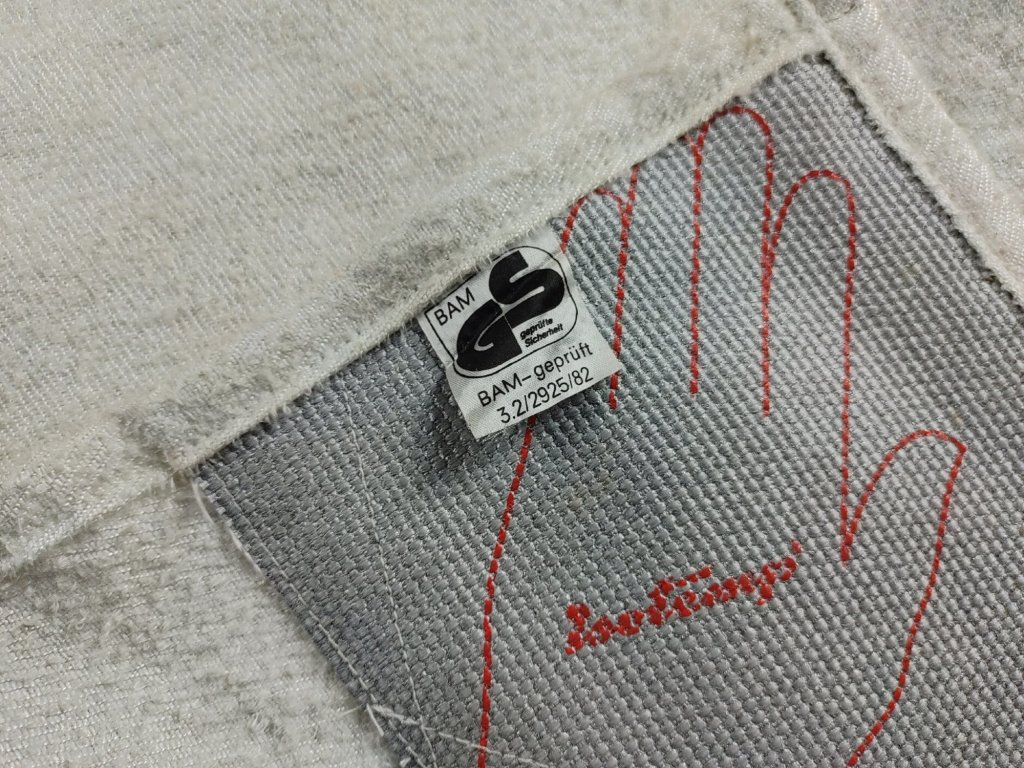 BAM
GS
geprüfte
Sicherheit
BAM-geprüft
3.2/2925/82